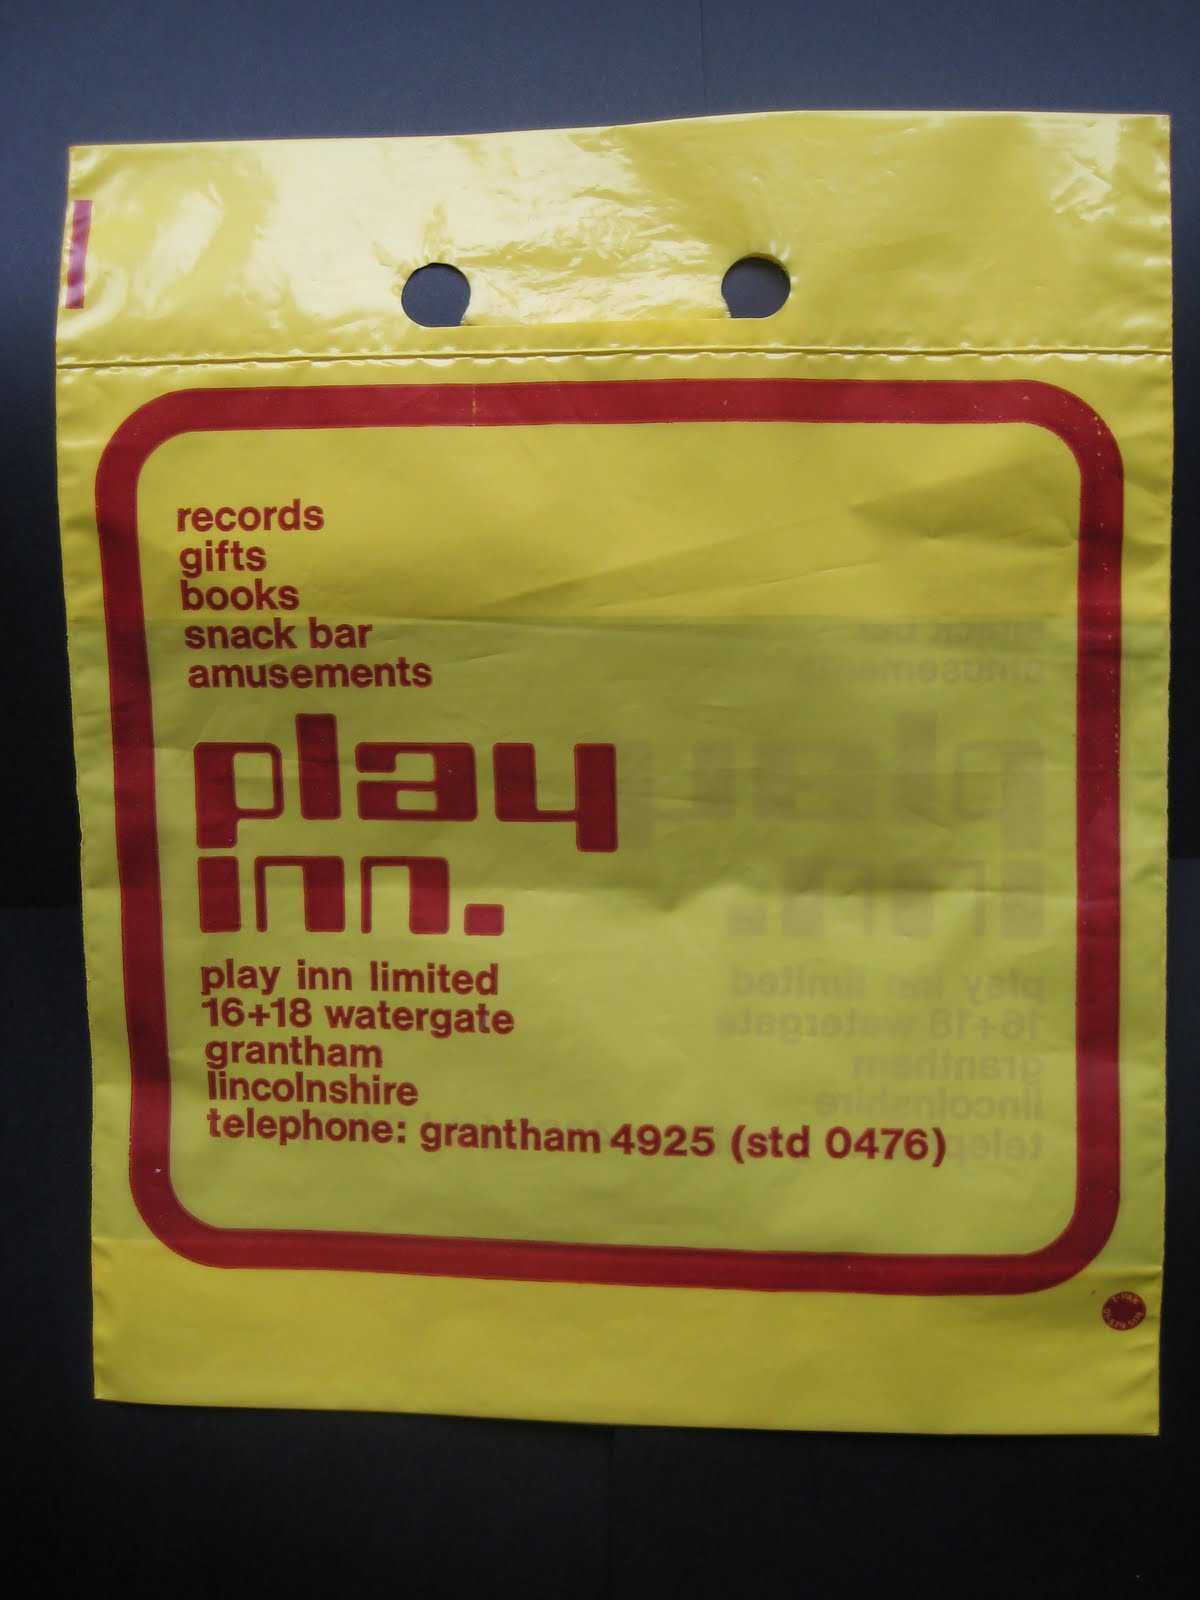 records
gifts
books
snack bar
amusements
play
inn.
play inn limited
16+18 watergate
grantham
lincolnshire
telephone: grantham 4925 (std 0476)